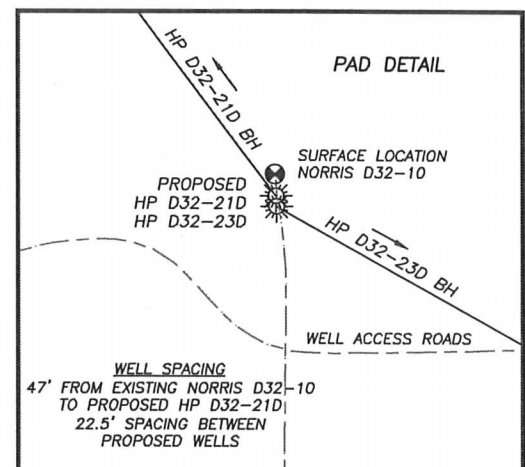 PAD DETAIL
HP D32-21D BH
SURFACE LOCATION
NORRIS D32-10
PROPOSED
HP D32-21D
HP D32-23D
HP D32-23D BH
WELL ACCESS ROADS
WELL SPACING
47' FROM EXISTING NORRIS D32-10
TO PROPOSED HP D32-21D
22.5' SPACING BETWEEN
PROPOSED WELLS